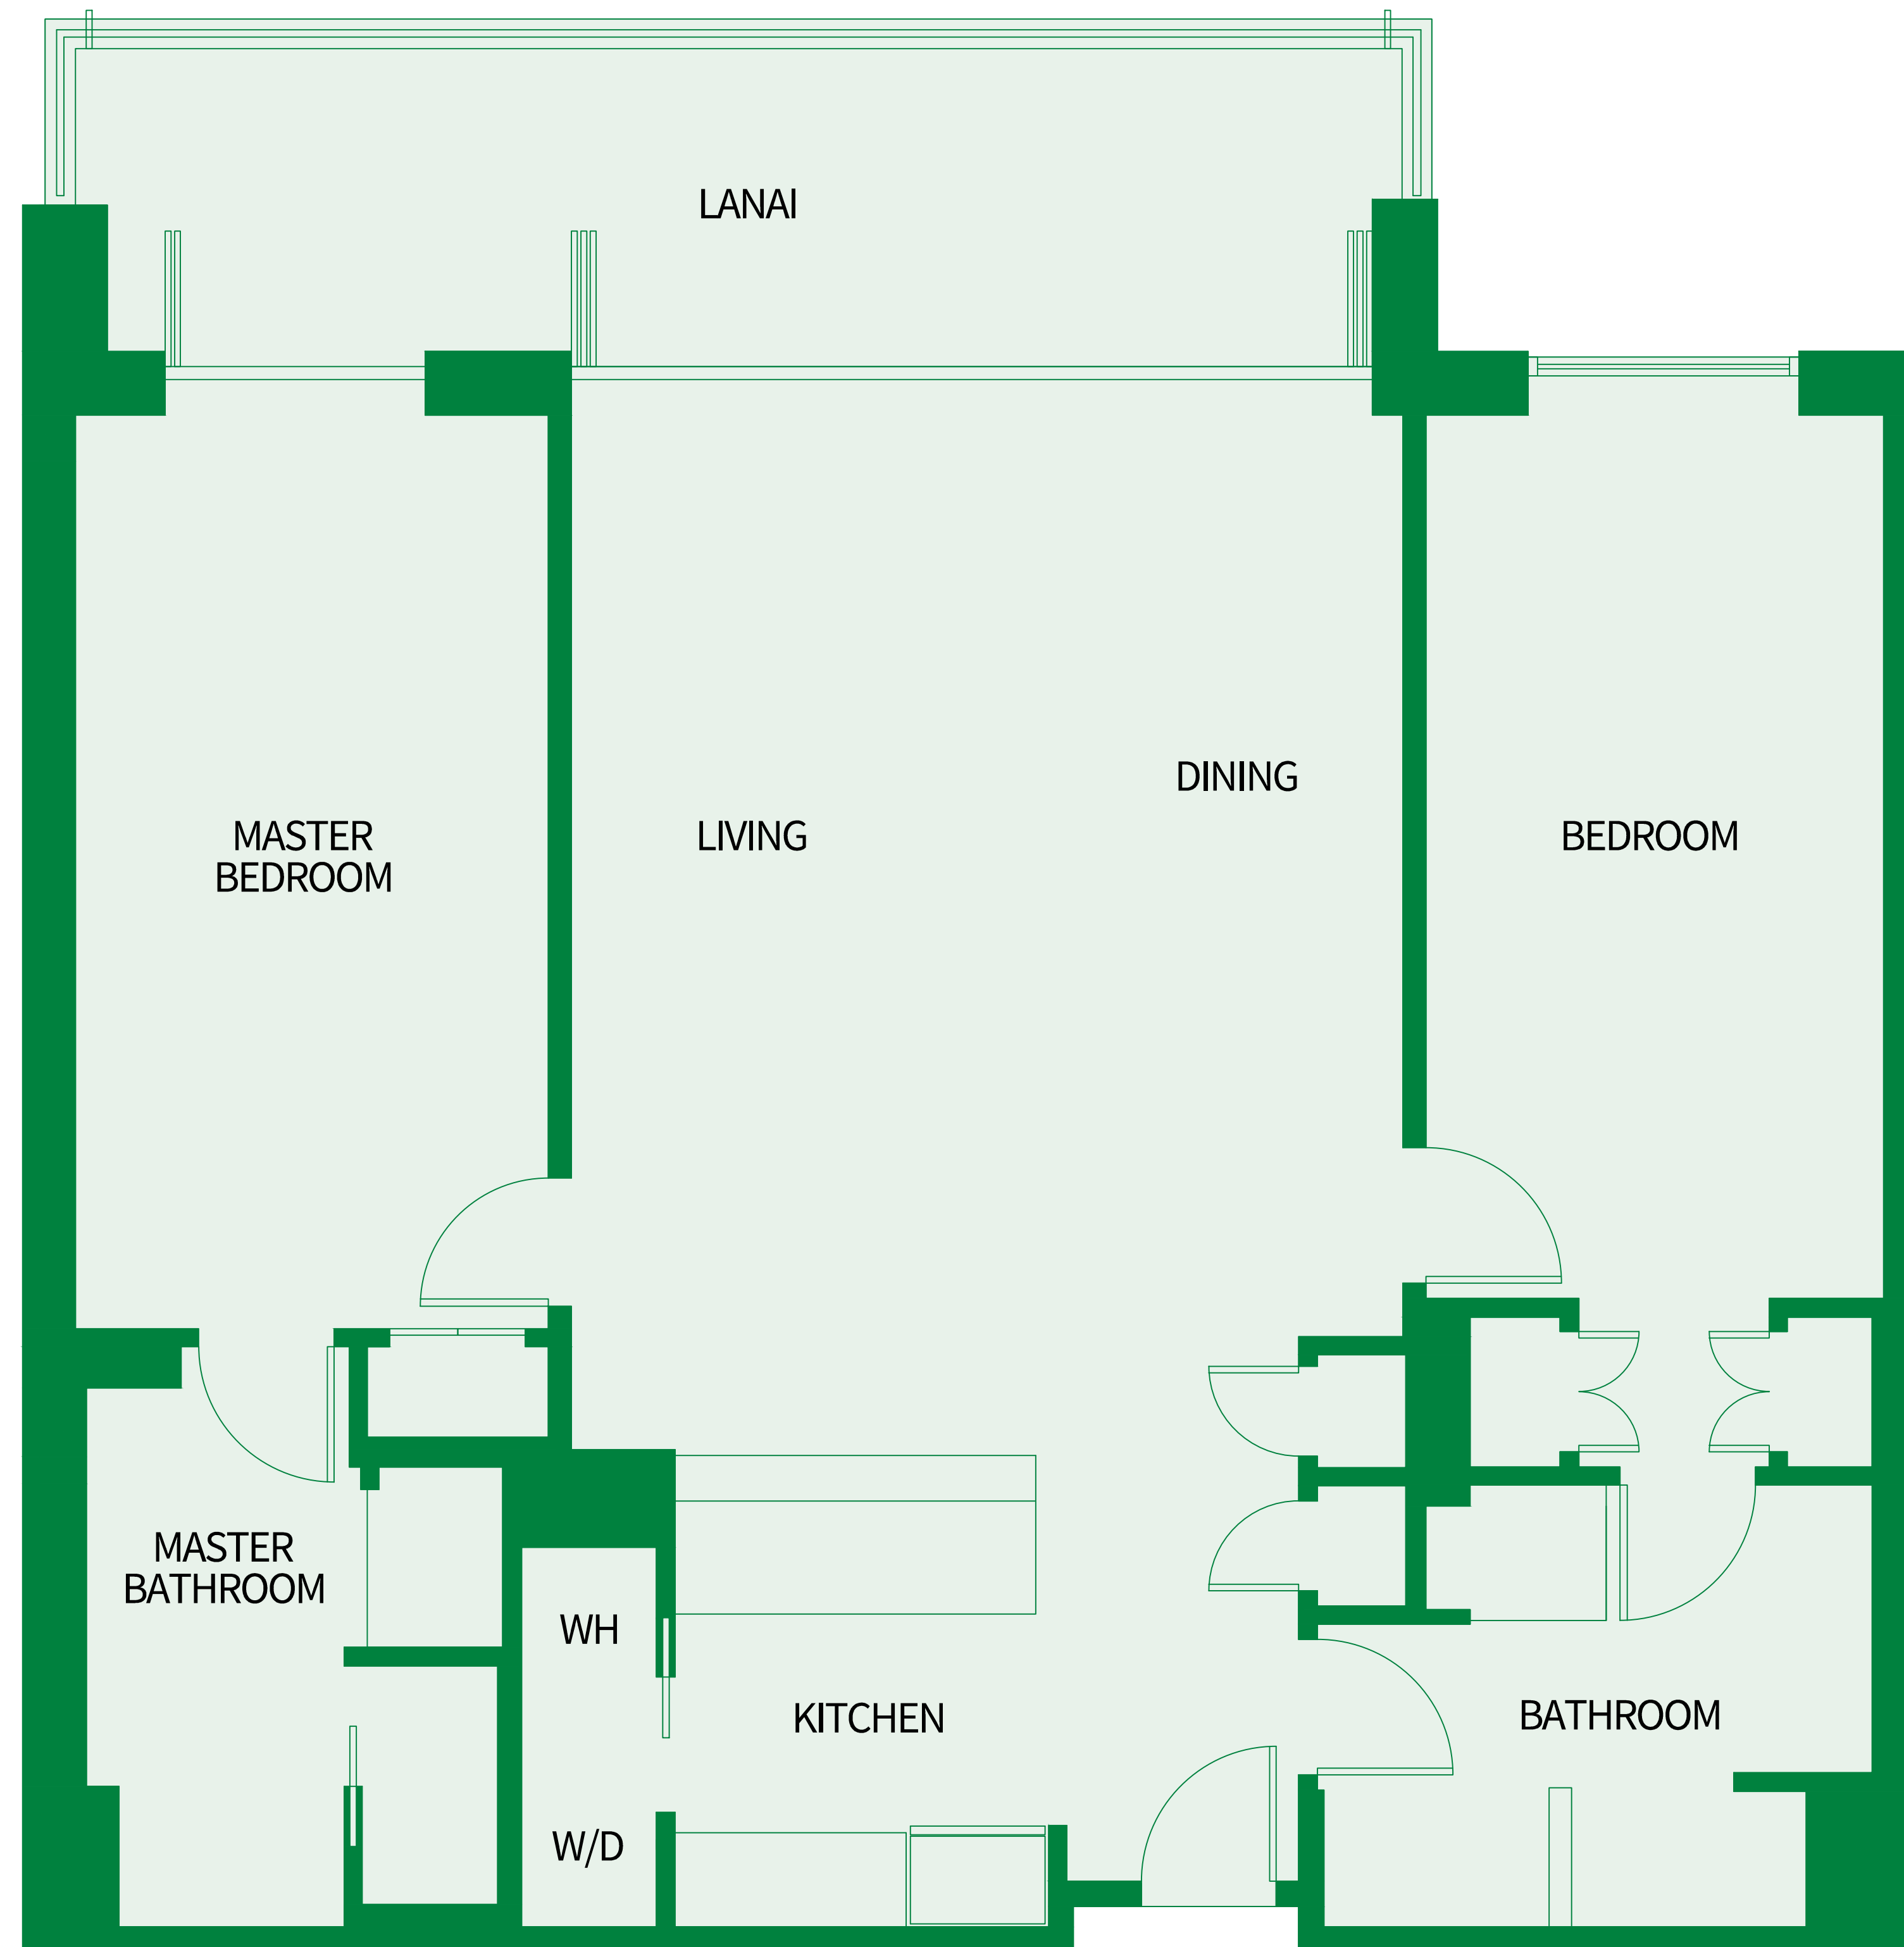 LANAI
DINING
LIVING
MASTER
BEDROOM
BEDROOM
MASTER
BATHROOM
WH
KITCHEN
BATHROOM
W/D